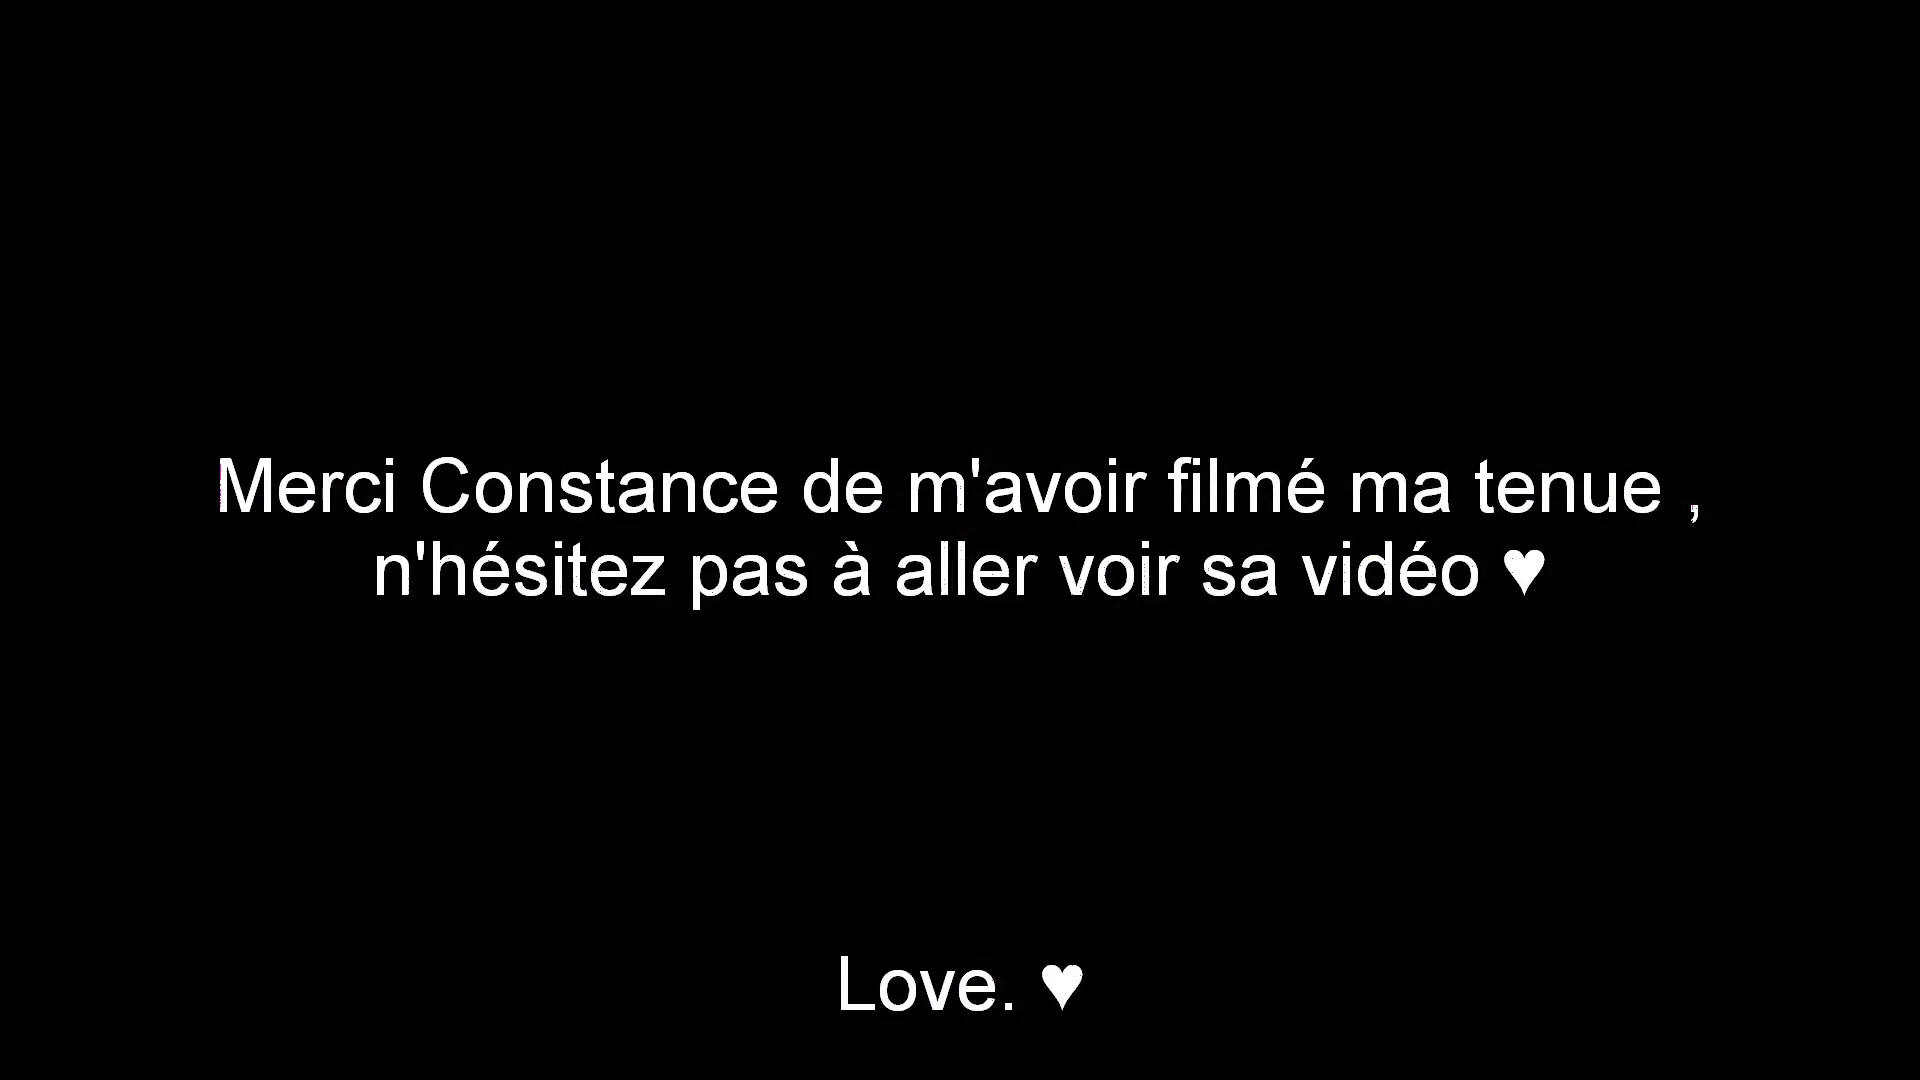 Merci Constance de m'avoir filmé ma tenue ,
n'hésitez pas à aller voir sa vidéo ♥
Love. ♥